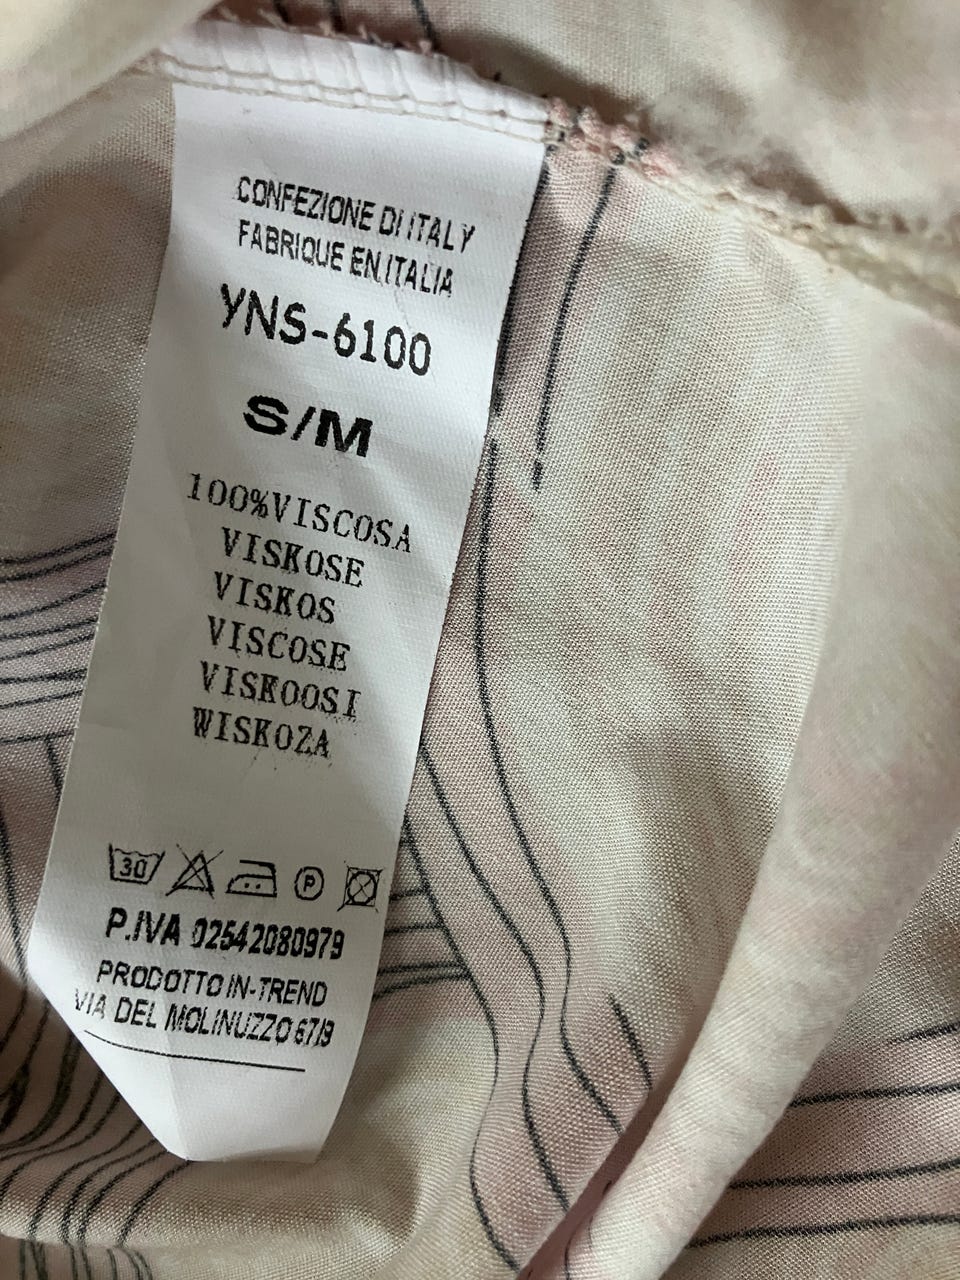 CONFEZIONE DI ITALY
FABRIQUE EN.ITALIA
YNS-6100
S/M
100%VISCOSA
VISKOSE
VISKOS
VISCOSE
VISKOOSI
WISKOZA
30 P
P.IVA 02542080979
PRODOTTO IN-TREND
VIA DEL MOLINUZZO 67/9